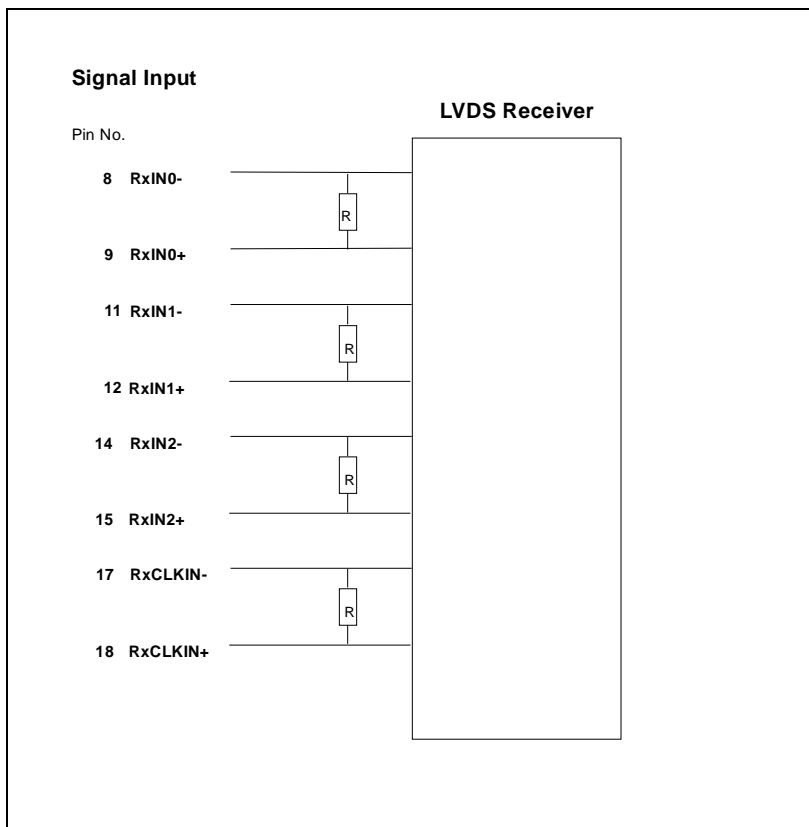 Signal Input
LVDS Receiver
Pin No.
8 RxIN0-
R
9 RxIN0+
11 RxIN1-
R
12 RxIN1+
14 RxIN2-
R
15 RxIN2+
17 RxCLKIN-
R
18 RxCLKIN+